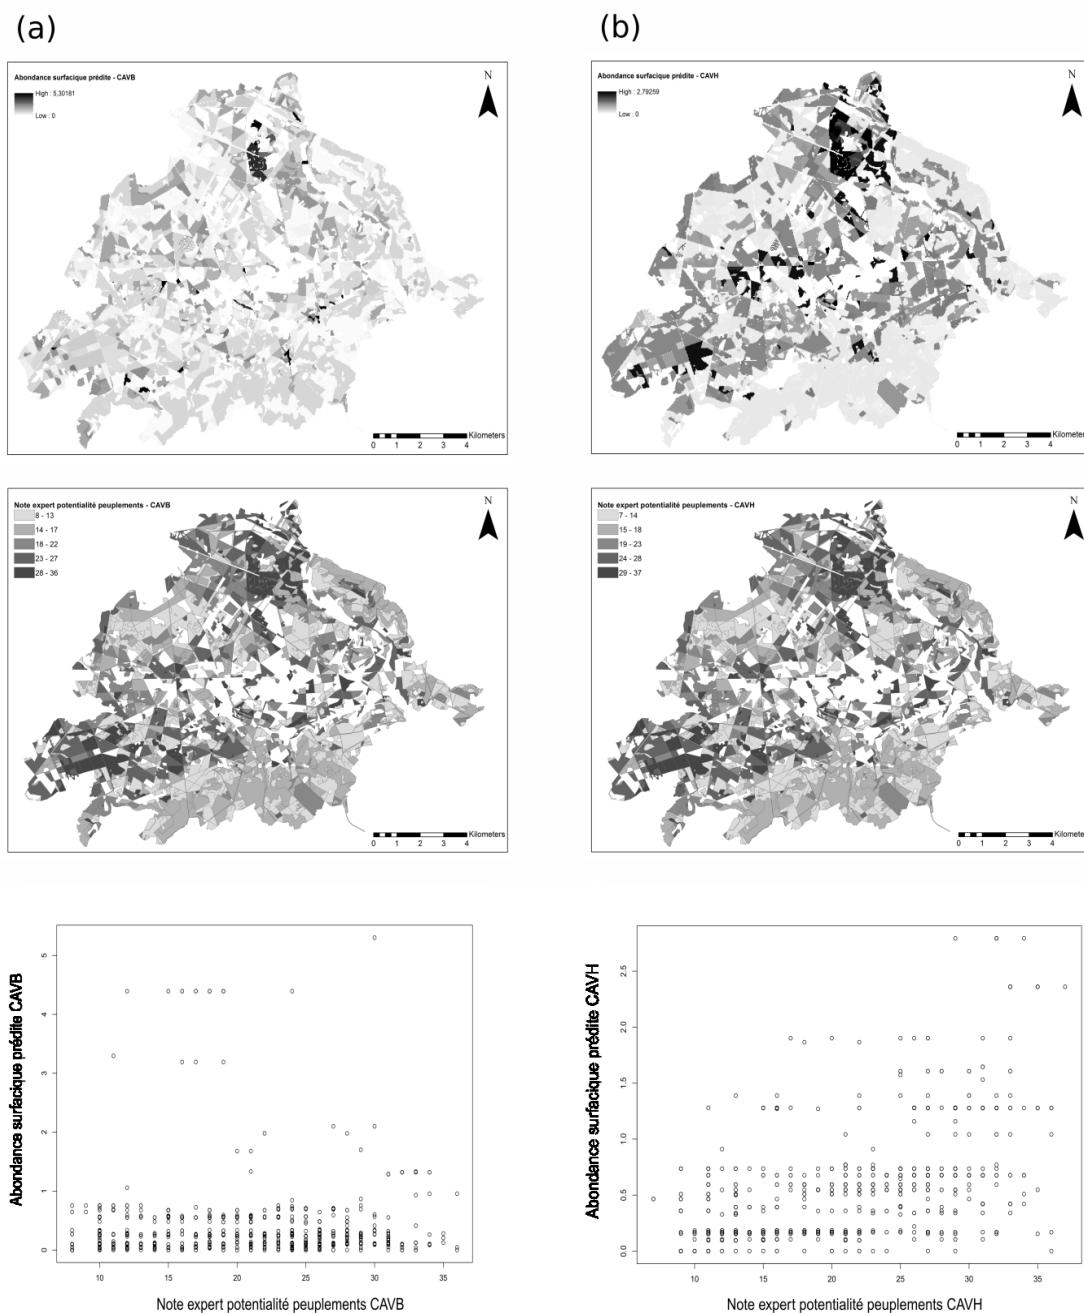 (a)
(b)
Abondance surfacique prédite - CAVB
High : 5,30181
Low : 0
N
Kilometers
0 1 2 3 4
Abondance surfacique prédite - CAVH
High : 2,79259
Low : 0
N
Kilometers
0 1 2 3 4
Note expert potentialité peuplements - CAVB
8 - 13
14 - 17
18 - 22
23 - 27
28 - 36
N
Kilometers
0 1 2 3 4
Note expert potentialité peuplements - CAVH
7 - 14
15 - 18
19 - 23
24 - 28
29 - 37
N
Kilomete
0 1 2 3 4
Abondance surfacique prédite CAVB
5
4
3
2
1
0
10 15 20 25 30 35
Note expert potentialité peuplements CAVB
Abondance surfacique prédite CAVH
2.5
2.0
1.5
1.0
0.5
0.0
10 15 20 25 30 35
Note expert potentialité peuplements CAVH